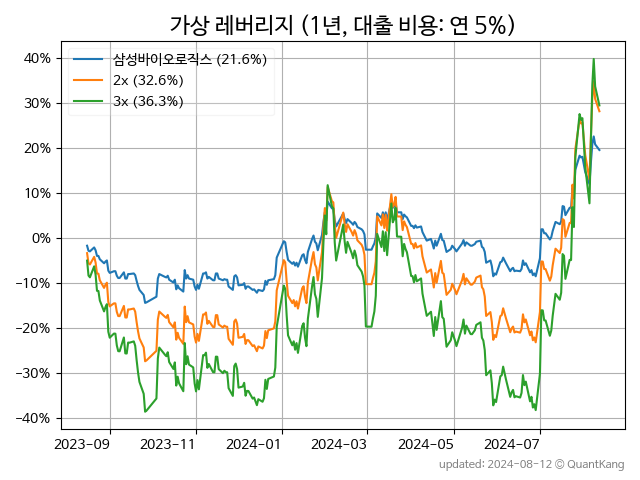 가상 레버리지 (1년, 대출 비용: 연 5%)
삼성바이오로직스 (21.6%)
2x (32.6%)
3x (36.3%)
40%
30%
20%
10%
0%
−10%
−20%
−30%
−40%
2023-09 2023-11 2024-01 2024-03 2024-05 2024-07
updated: 2024-08-12 © QuantKang